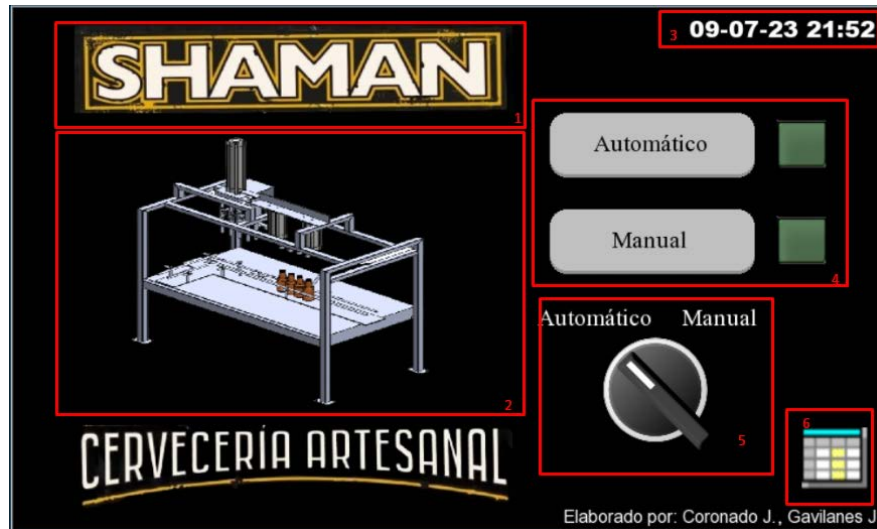 SHAMAN
1
3 09-07-23 21:52
Automático
Manual
4
2
Automático Manual
5
6
CERVECERÍA ARTESANAL
Elaborado por: Coronado J., Gavilanes J